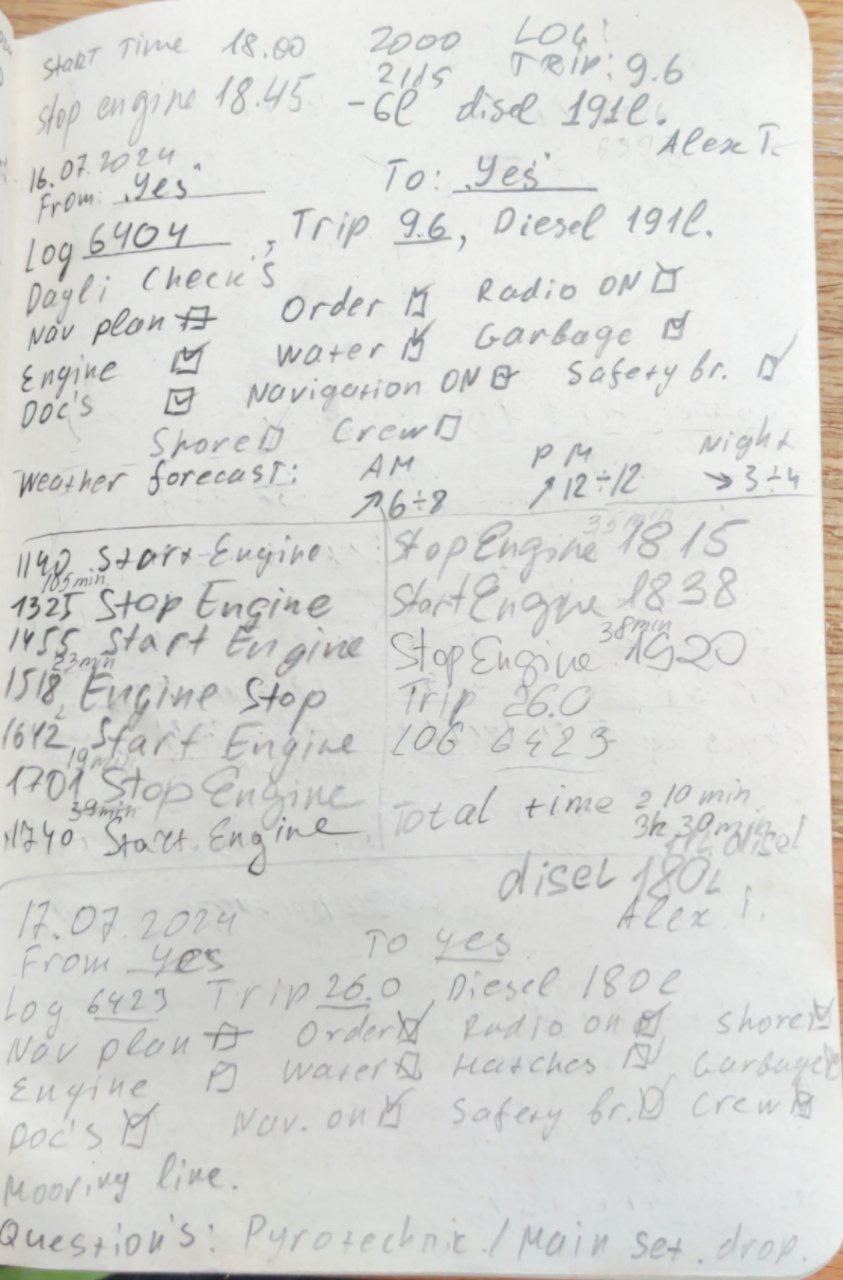 Start Time 18.00 2000 LOG:
2115 Trip: 9.6
Stop engine 18.45 -6l disel 191l.
Alex T.
16.07.2024
From: "Yes" To: "Yes"
Log 6404, Trip 9.6, Diesel 191l.
Dayli Check's
Nav plan Order Radio ON
Engine Water Garbage
Doc's Navigation ON Safety br.
Shore Crew
Weather forecast: AM PM Night
↗6÷8 ↗12÷12 →3÷4
1140 Start Engine
105min
1325 Stop Engine
1455 Start Engine
23min
1518 Engine Stop
1642 Start Engine
19min
1701 Stop Engine
39min
1740 Start Engine
35min
Stop Engine 1815
Start Engine 1838
38min
Stop Engine 1920
Trip 26.0
LOG 6423
Total time 210 min
3h 30min
disel
disel 180L
Alex T.
17.07.2024
From Yes To yes
Log 6423 Trip 26.0 Diesel 180l
Nav plan Order Radio on Shore
Engine Water Hatches Garbage
Doc's Nav. on Safety br. Crew
Mooring line.
Question's: Pyrotechnic / Main set. drop.